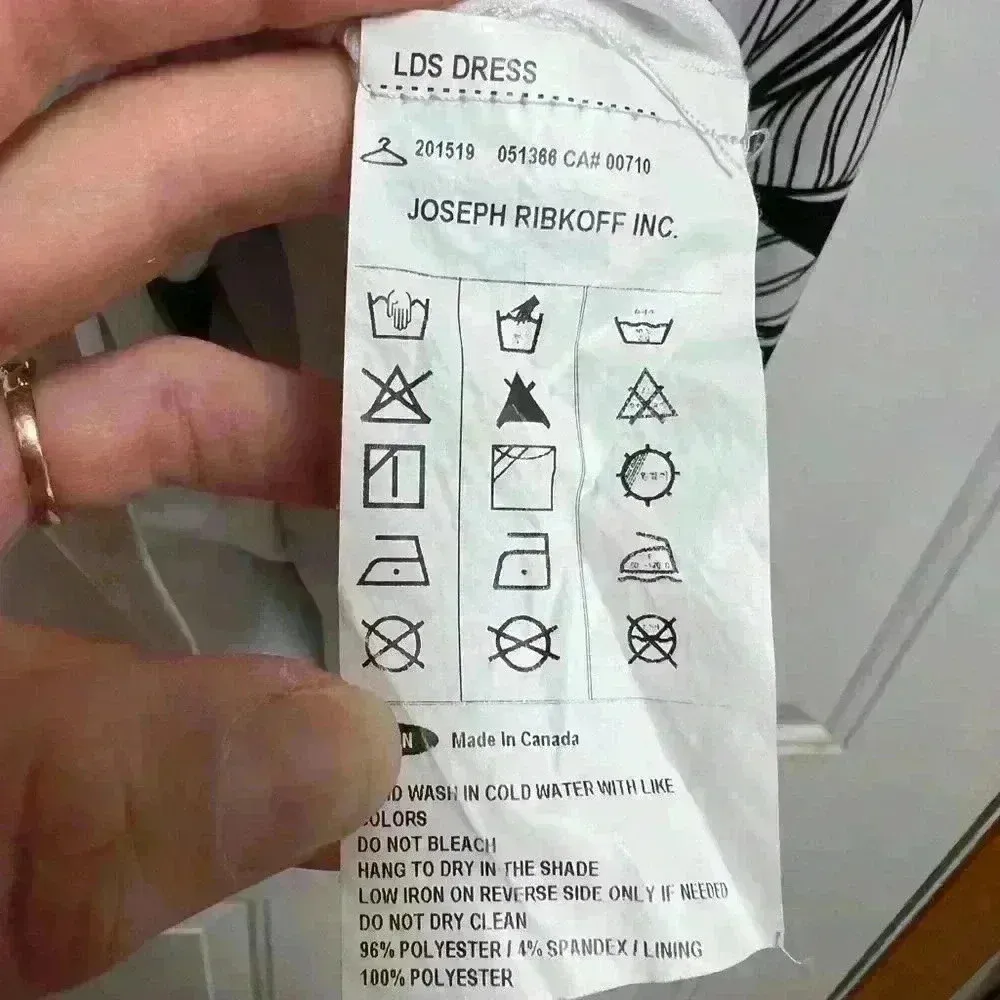 LDS DRESS
201519 051366 CA# 00710
JOSEPH RIBKOFF INC.
N Made In Canada
D WASH IN COLD WATER WITH LIKE
COLORS
DO NOT BLEACH
HANG TO DRY IN THE SHADE
LOW IRON ON REVERSE SIDE ONLY IF NEEDED
DO NOT DRY CLEAN
96% POLYESTER / 4% SPANDEX / LINING
100% POLYESTER